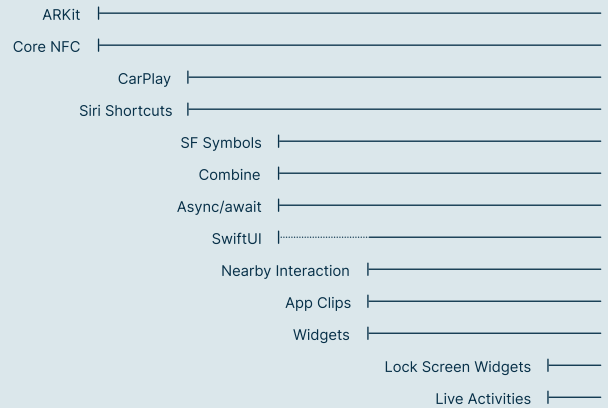 ARKit
Core NFC
CarPlay
Siri Shortcuts
SF Symbols
Combine
Async/await
SwiftUI
Nearby Interaction
App Clips
Widgets
Lock Screen Widgets
Live Activities